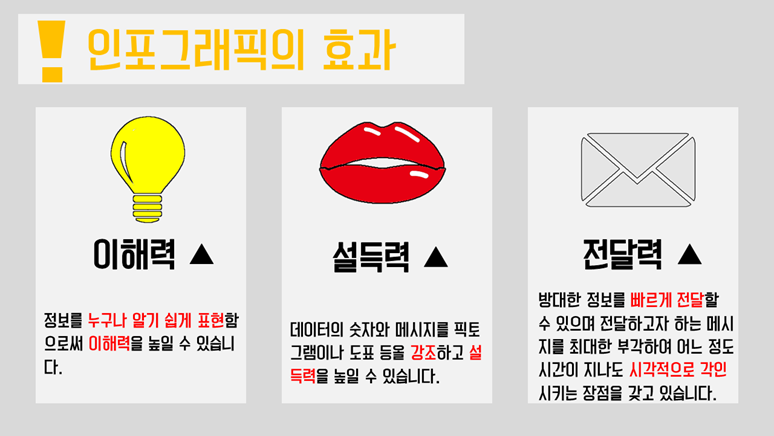 ! 인포그래픽의 효과
이해력 ▲
정보를 누구나 알기 쉽게 표현함
으로써 이해력을 높일 수 있습니
다.
설득력 ▲
데이터의 숫자와 메시지를 픽토
그램이나 도표 등올 강조하고 설
득력을 높일 수 있습니다.
전달력 ▲
방대한 정보를 빠르게 전달할
수 있으며 전달하고자 하는 메시
지를 최대한 부각하여 어느 정도
시간이 지나도 시각적으로 각인
시키는 장점을 갖고 있습니다.